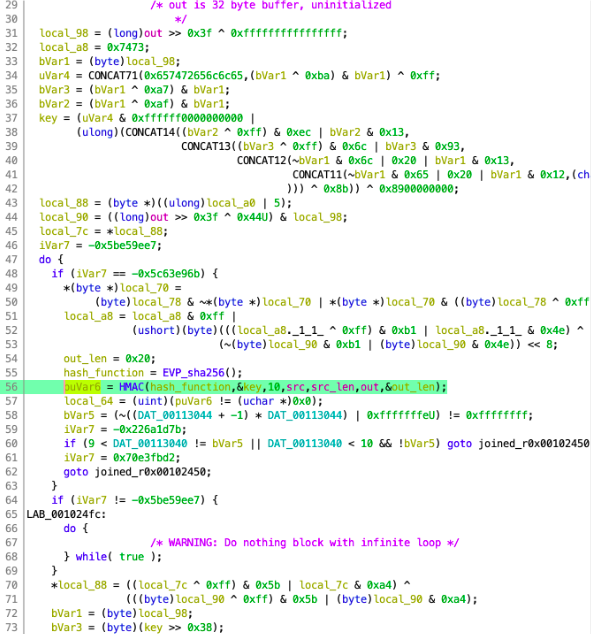 29 /* out is 32 byte buffer, uninitialized
30 */
31 local_98 = (long)out >> 0x3f ^ 0xffffffffffffffff;
32 local_a8 = 0x7473;
33 bVar1 = (byte)local_98;
34 uVar4 = CONCAT71(0x657472656c6c65,(bVar1 ^ 0xba) & bVar1) ^ 0xff;
35 bVar3 = (bVar1 ^ 0xa7) & bVar1;
36 bVar2 = (bVar1 ^ 0xaf) & bVar1;
37 key = (uVar4 & 0xffffff0000000000 |
38 (ulong)(CONCAT14((bVar2 ^ 0xff) & 0xec | bVar2 & 0x13,
39 CONCAT13((bVar3 ^ 0xff) & 0x6c | bVar3 & 0x93,
40 CONCAT12(~bVar1 & 0x6c | 0x20 | bVar1 & 0x13,
41 CONCAT11(~bVar1 & 0x65 | 0x20 | bVar1 & 0x12,(ch
42 ))) ^ 0x8b)) ^ 0x8900000000;
43 local_88 = (byte *)((ulong)local_a0 | 5);
44 local_90 = ((long)out >> 0x3f ^ 0x44U) & local_98;
45 local_7c = *local_88;
46 iVar7 = -0x5be59ee7;
47 do {
48 if (iVar7 == -0x5c63e96b) {
49 *(byte *)local_70 =
50 (byte)local_78 & ~*(byte *)local_70 | *(byte *)local_70 & ((byte)local_78 ^ 0xff
51 local_a8 = local_a8 & 0xff |
52 (ushort)(byte)(((local_a8._1_1_ ^ 0xff) & 0xb1 | local_a8._1_1_ & 0x4e) ^
53 (~(byte)local_90 & 0xb1 | (byte)local_90 & 0x4e)) << 8;
54 out_len = 0x20;
55 hash_function = EVP_sha256();
56 puVar6 = HMAC(hash_function,&key,10,src,src_len,out,&out_len);
57 local_64 = (uint)(puVar6 != (uchar *)0x0);
58 bVar5 = (~((DAT_00113044 + -1) * DAT_00113044) | 0xfffffffeU) != 0xffffffff;
59 iVar7 = -0x226a1d7b;
60 if (9 < DAT_00113040 != bVar5 || DAT_00113040 < 10 && !bVar5) goto joined_r0x00102450
61 iVar7 = 0x70e3fbd2;
62 goto joined_r0x00102450;
63 }
64 if (iVar7 != -0x5be59ee7) {
65 LAB_001024fc:
66 do {
67 /* WARNING: Do nothing block with infinite loop */
68 } while( true );
69 }
70 *local_88 = ((local_7c ^ 0xff) & 0x5b | local_7c & 0xa4) ^
71 (((byte)local_90 ^ 0xff) & 0x5b | (byte)local_90 & 0xa4);
72 bVar1 = (byte)local_98;
73 bVar3 = (byte)(key >> 0x38);